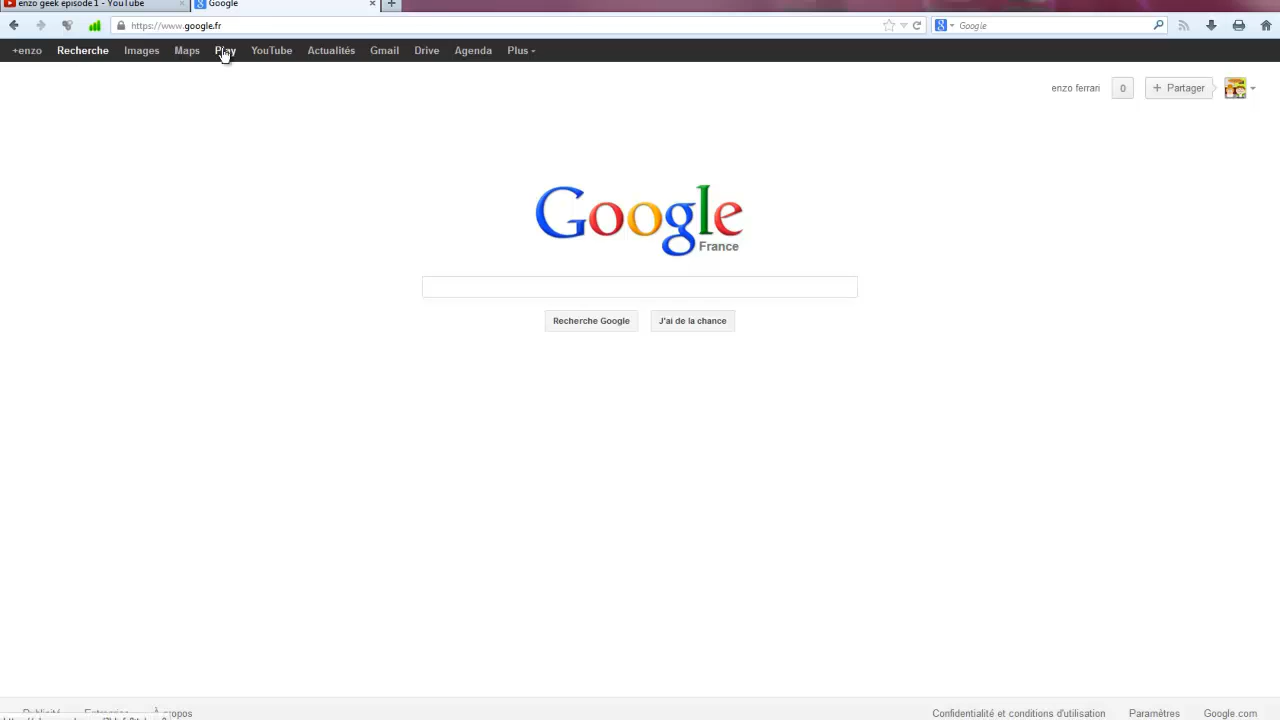 enzo geek episode 1 - YouTube
Google
https://www.google.fr
Google
+enzo Recherche Images Maps Play YouTube Actualités Gmail Drive Agenda Plus
enzo ferrari 0 + Partager
Google
France
Recherche Google J'ai de la chance
Publicité Entreprise À propos Confidentialité et conditions d'utilisation Paramètres Google.com